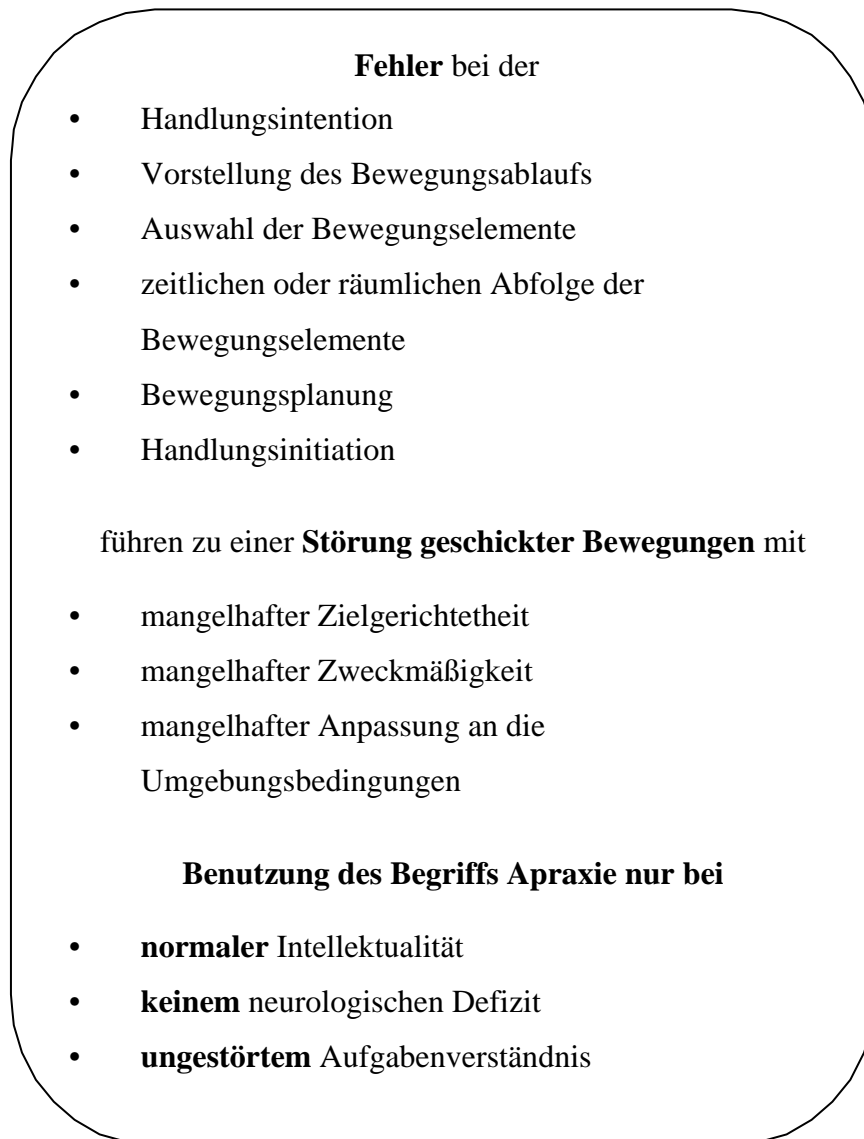 Fehler bei der
• Handlungsintention
• Vorstellung des Bewegungsablaufs
• Auswahl der Bewegungselemente
• zeitlichen oder räumlichen Abfolge der
Bewegungselemente
• Bewegungsplanung
• Handlungsinitiation
führen zu einer Störung geschickter Bewegungen mit
• mangelhafter Zielgerichtetheit
• mangelhafter Zweckmäßigkeit
• mangelhafter Anpassung an die
Umgebungsbedingungen
Benutzung des Begriffs Apraxie nur bei
• normaler Intellektualität
• keinem neurologischen Defizit
• ungestörtem Aufgabenverständnis